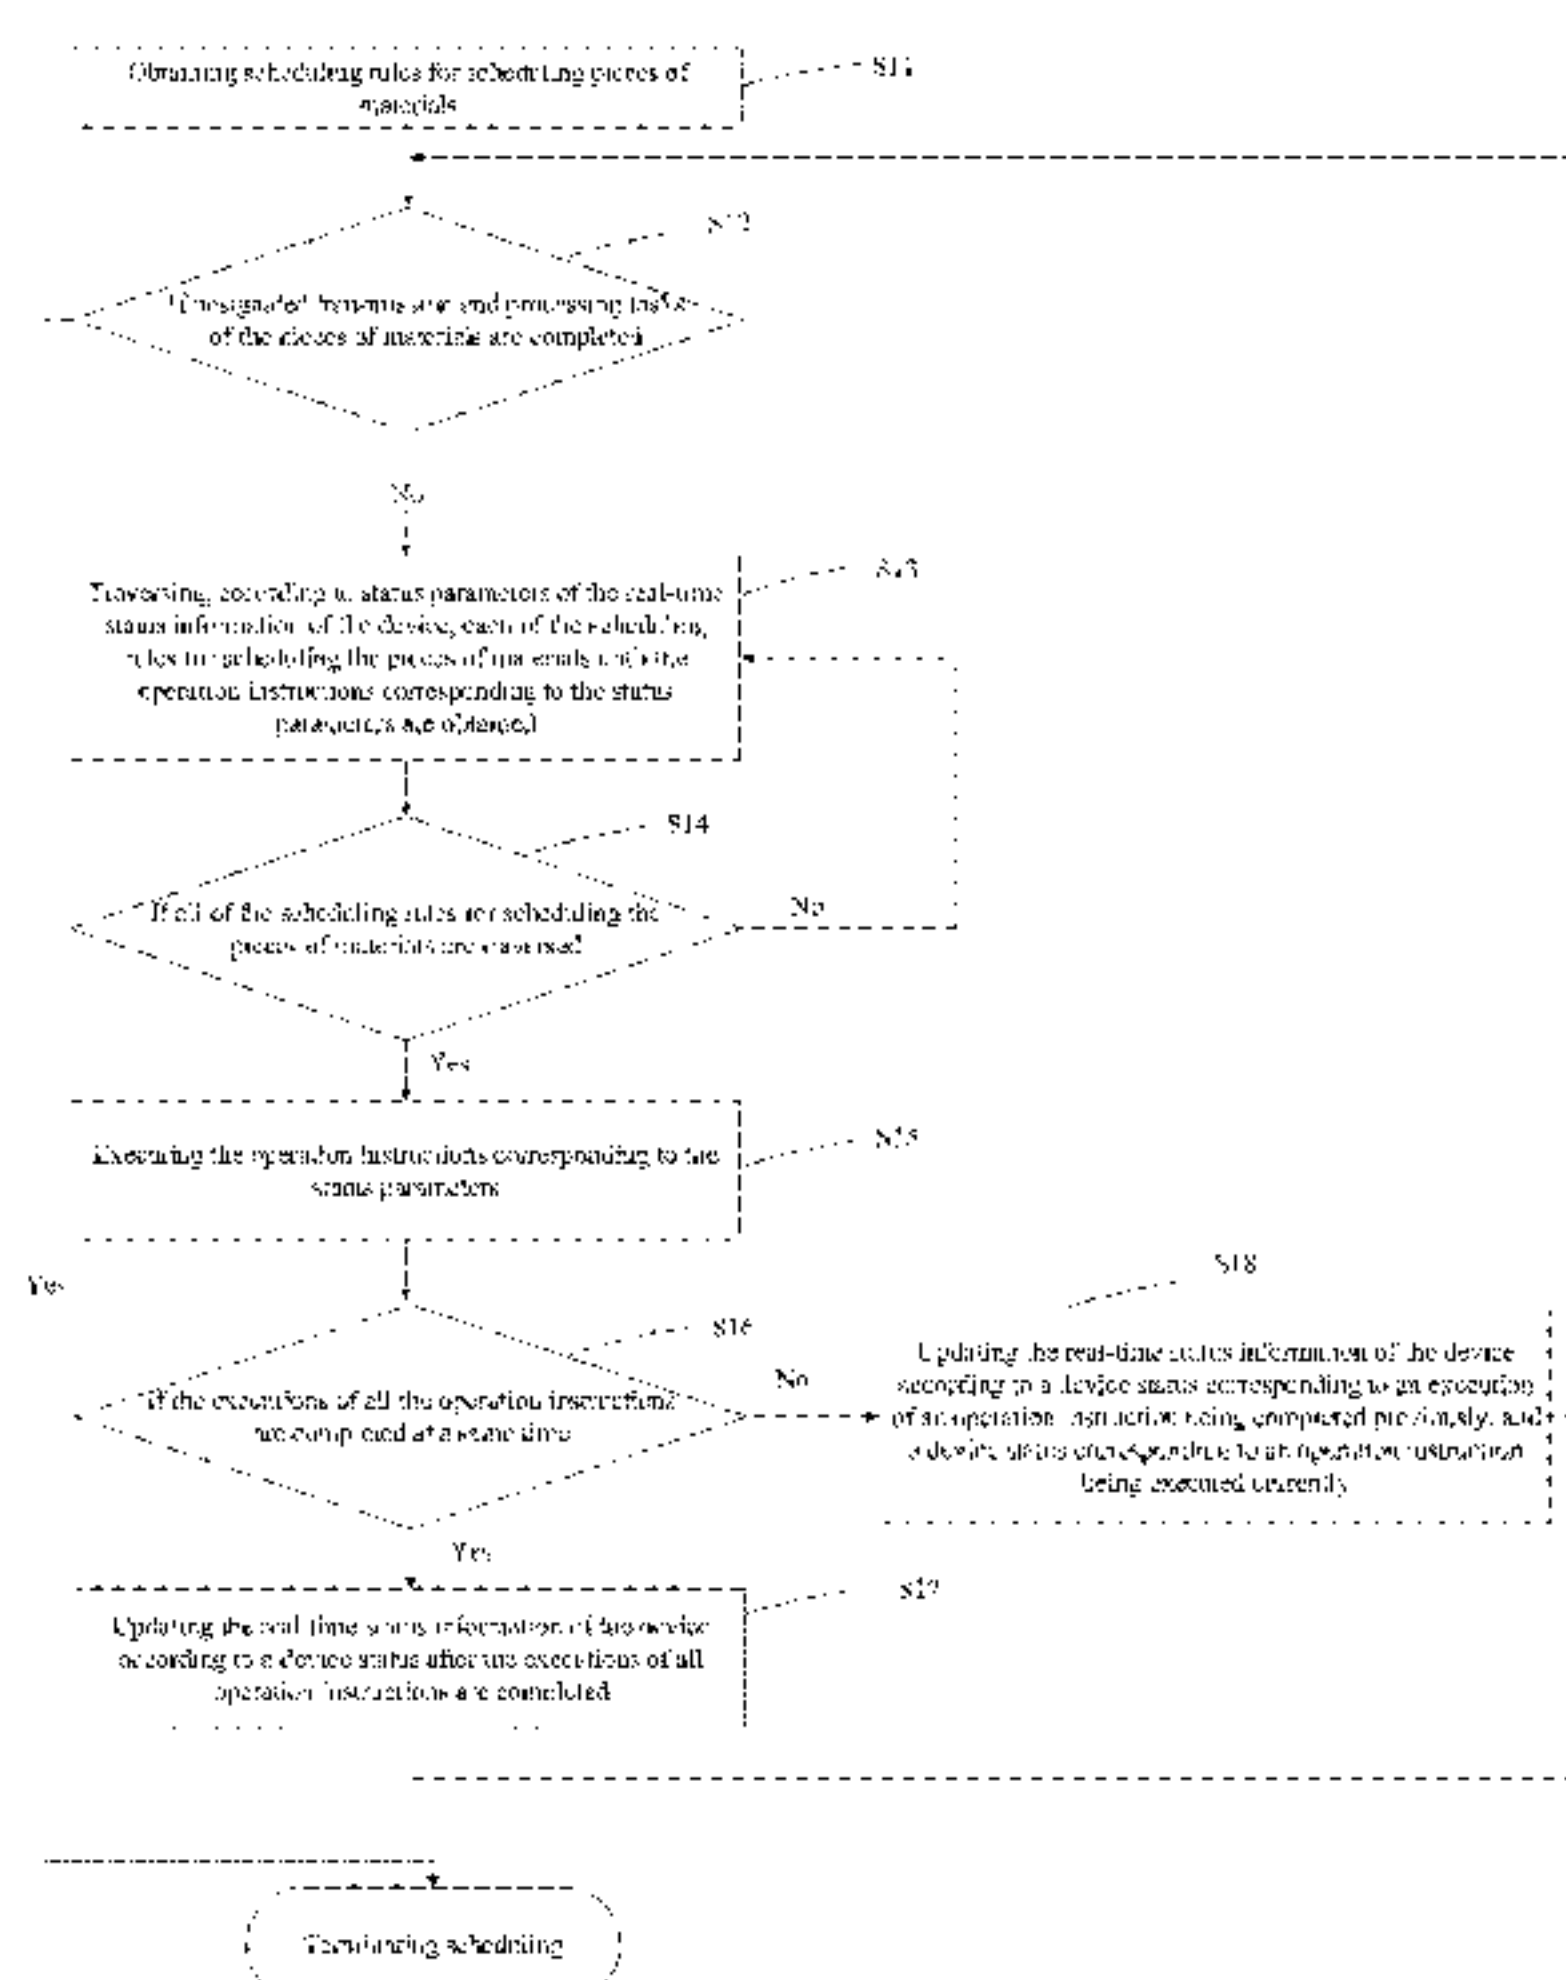 Obtaining scheduling rules for scheduling pieces of
materials
S11
S12
If designated transmission and processing tasks
of the pieces of materials are completed
No
S13
Traversing, according to status parameters of the real-time
status information of the device, each of the scheduling
rules for scheduling the pieces of materials until the
operation instructions corresponding to the status
parameters are obtained
S14
If all of the scheduling rules for scheduling the
pieces of materials are traversed
No
Yes
S15
Executing the operation instructions corresponding to the
status parameters
Yes
S16
If the executions of all the operation instructions
are completed at a same time
No
S18
Updating the real-time status information of the device
according to a device status corresponding to an execution
of an operation instruction being completed previously, and
a device status corresponding to an operation instruction
being executed currently
Yes
S17
Updating the real-time status information of the device
according to a device status after the executions of all
operation instructions are completed
Terminating scheduling